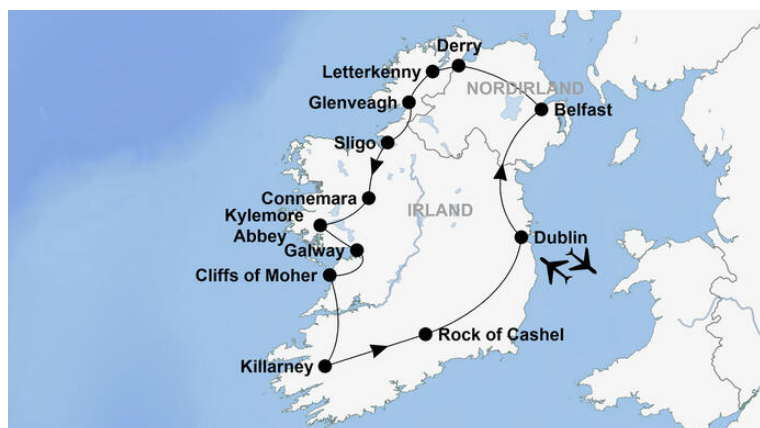 Derry
Letterkenny
NORDIRLAND
Glenveagh
Belfast
Sligo
Connemara
IRLAND
Kylemore
Abbey
Dublin
Galway
Cliffs of Moher
Rock of Cashel
Killarney